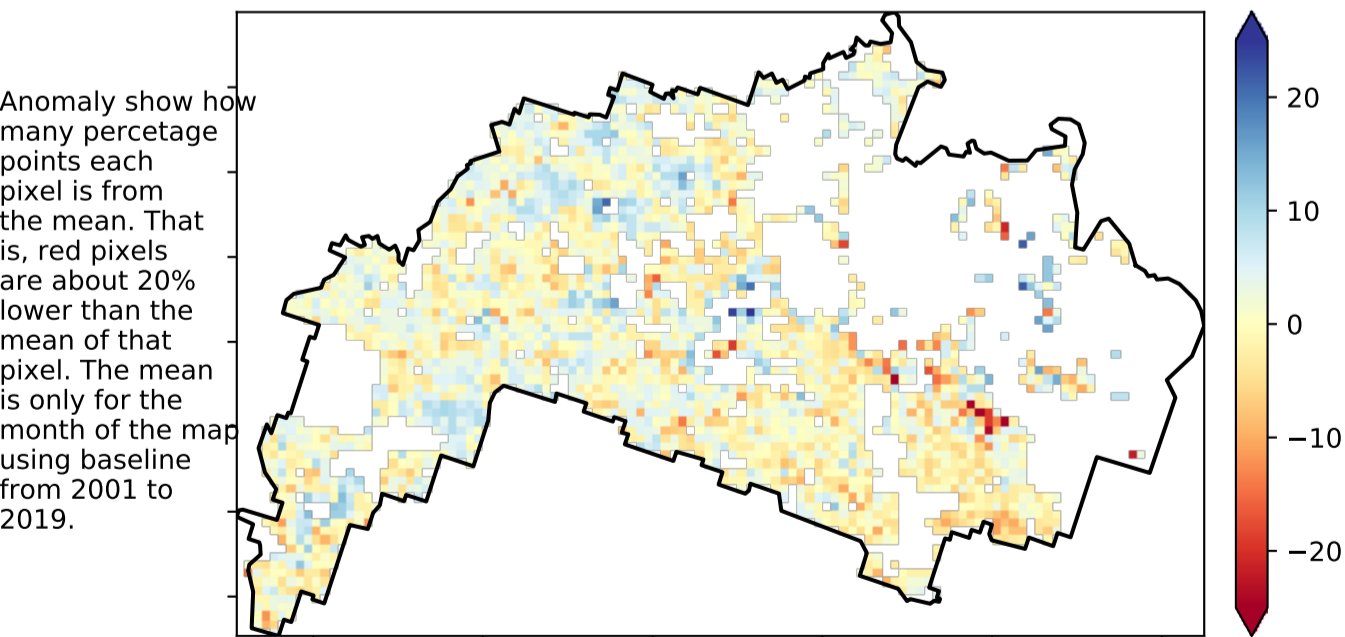 Anomaly show how
many percetage
points each
pixel is from
the mean. That
is, red pixels
are about 20%
lower than the
mean of that
pixel. The mean
is only for the
month of the map
using baseline
from 2001 to
2019.
20
10
0
−10
−20